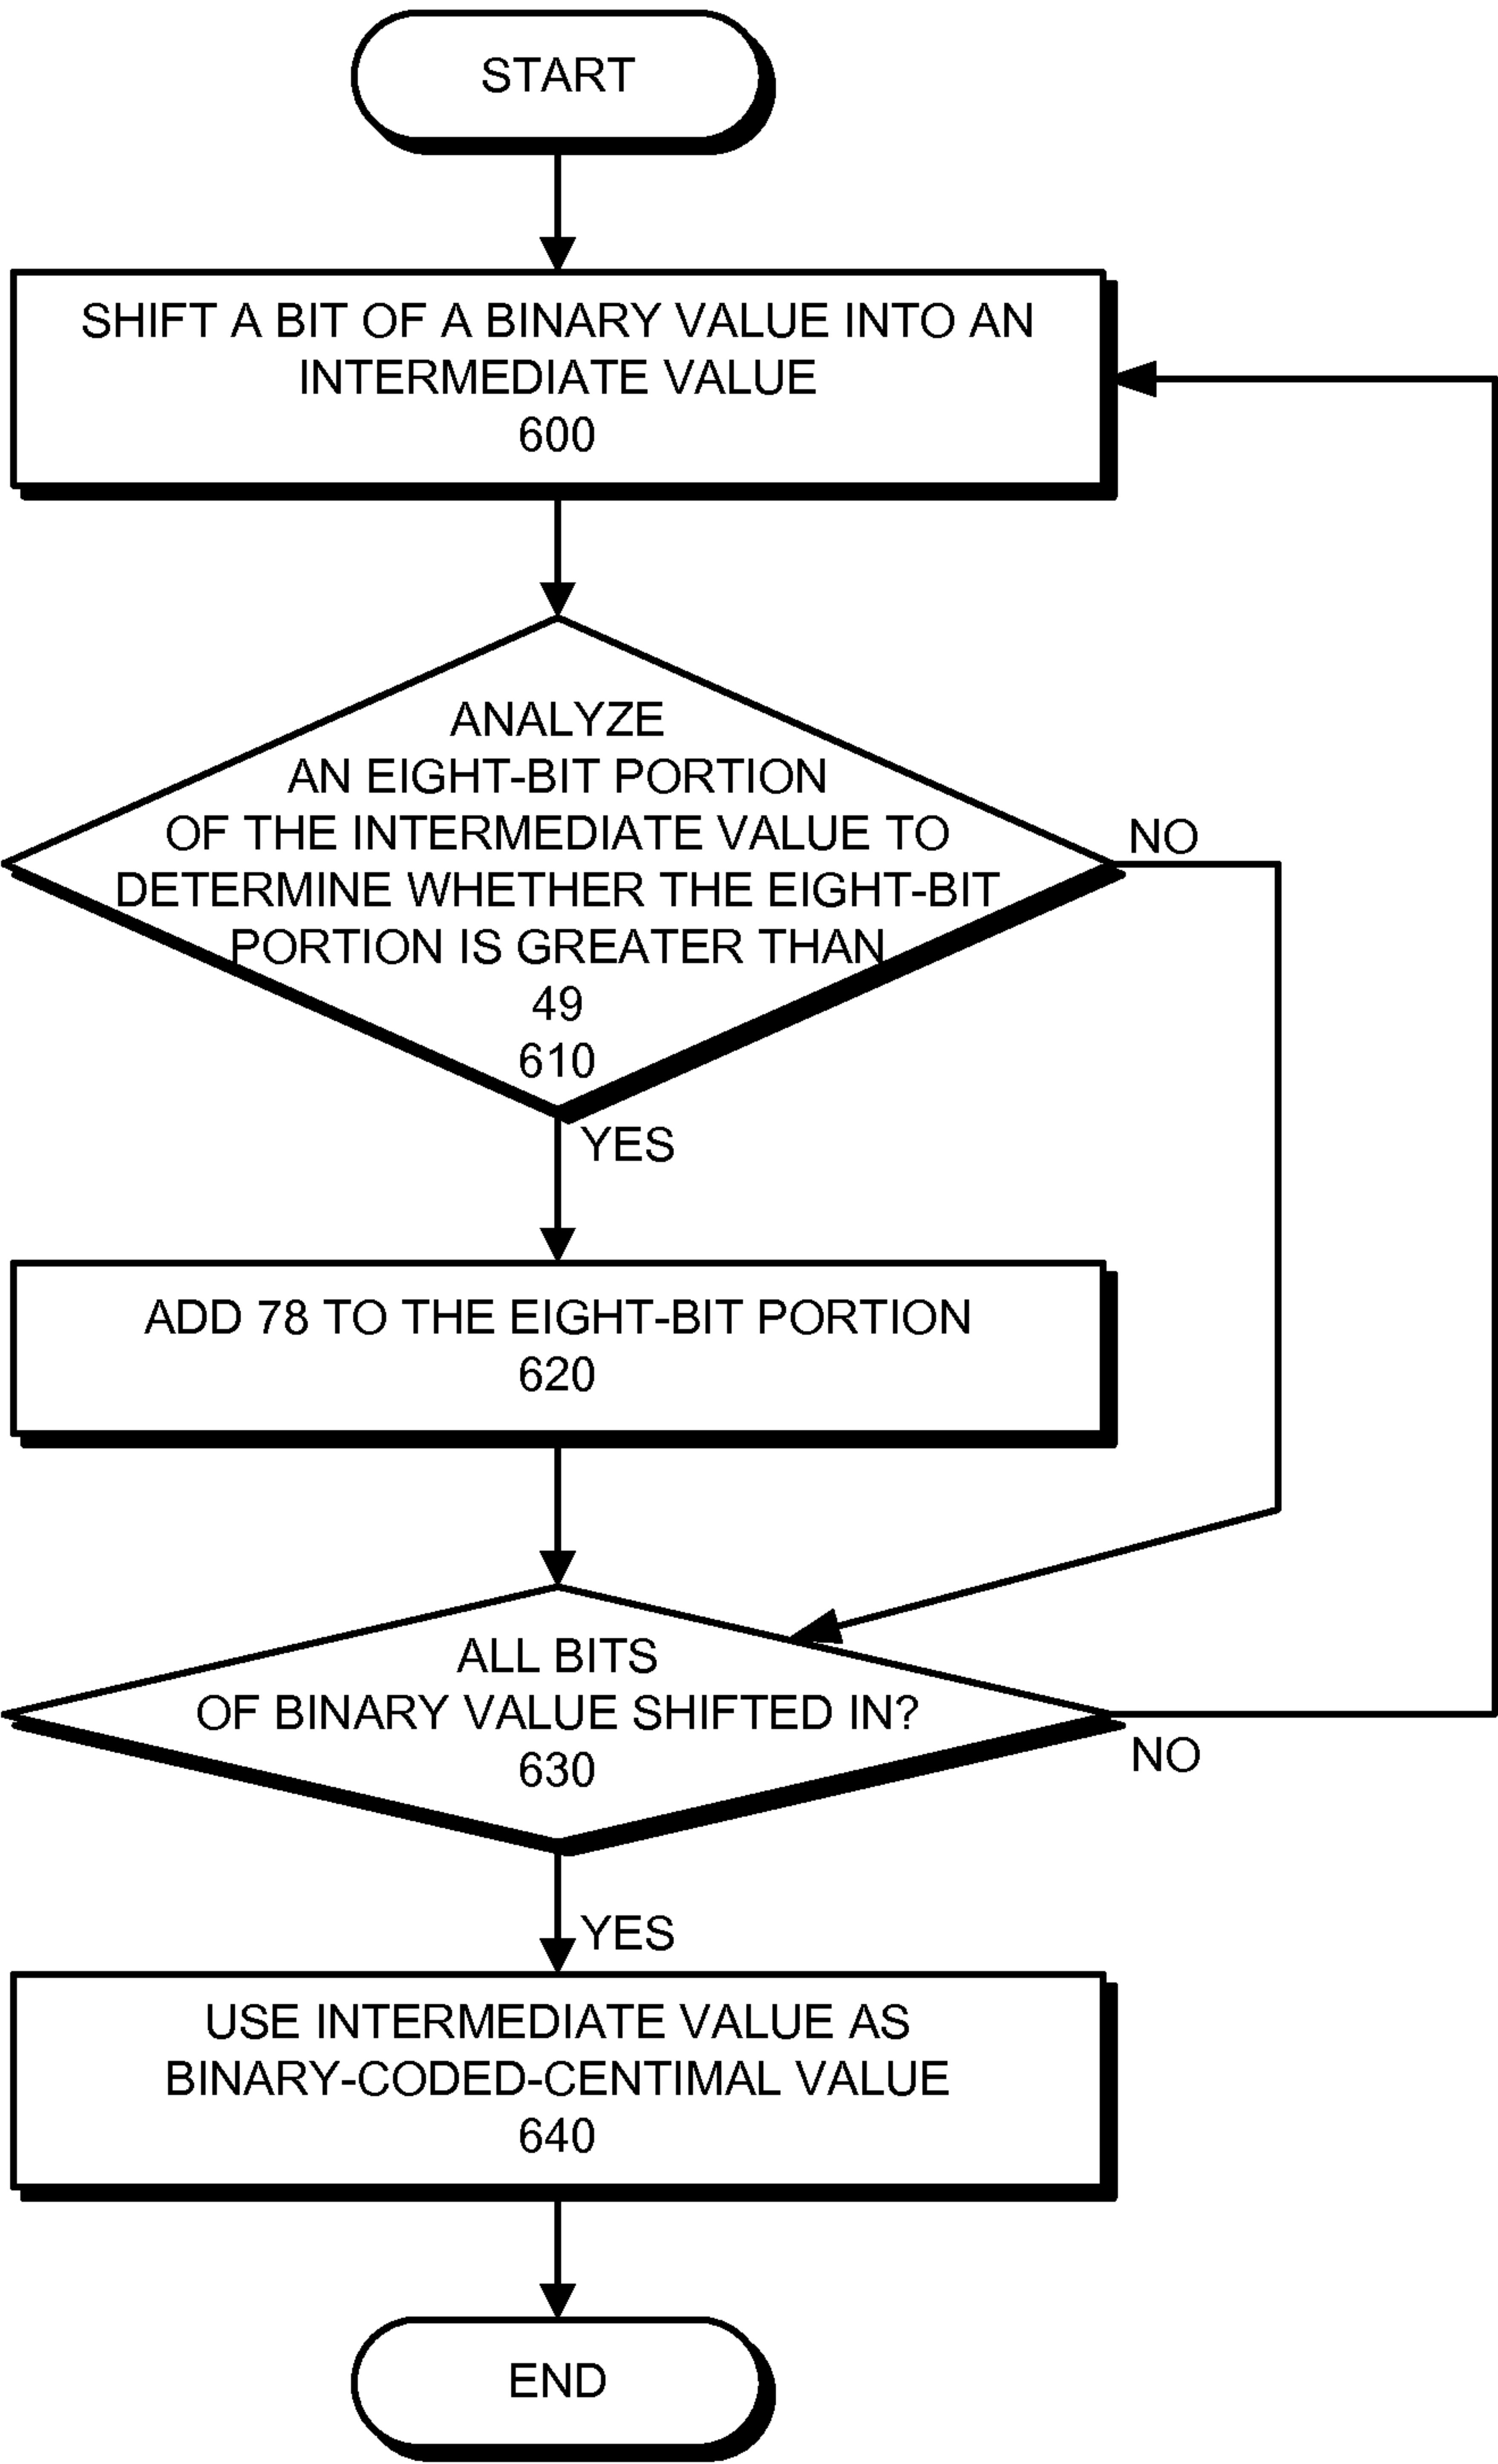 START
SHIFT A BIT OF A BINARY VALUE INTO AN
INTERMEDIATE VALUE
600
ANALYZE
AN EIGHT-BIT PORTION
OF THE INTERMEDIATE VALUE TO
DETERMINE WHETHER THE EIGHT-BIT
PORTION IS GREATER THAN
49
610
NO
YES
ADD 78 TO THE EIGHT-BIT PORTION
620
ALL BITS
OF BINARY VALUE SHIFTED IN?
630
NO
YES
USE INTERMEDIATE VALUE AS
BINARY-CODED-CENTIMAL VALUE
640
END